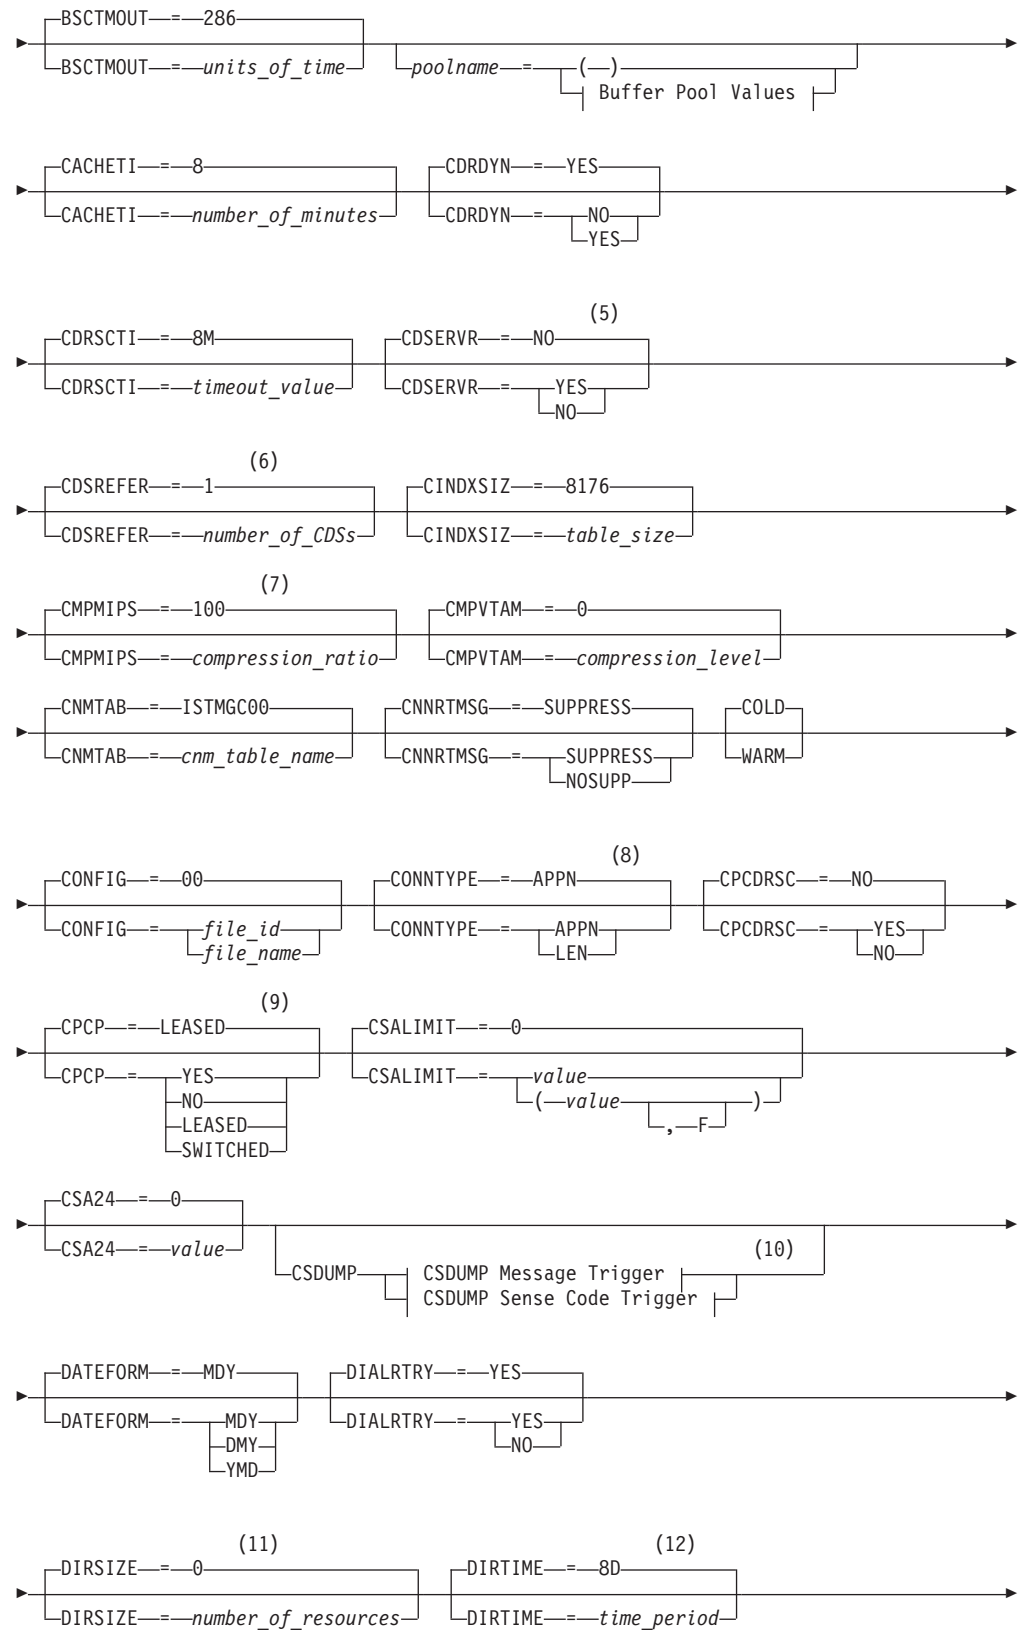 BSCTMOUT = 286
BSCTMOUT = units_of_time poolname = ( )
Buffer Pool Values
CACHETI = 8 CDRDYN = YES
CACHETI = number_of_minutes CDRDYN = NO
YES
(5)
CDRSCTI = 8M CDSERVR = NO
CDRSCTI = timeout_value CDSERVR = YES
NO
(6)
CDSREFER = 1 CINDXSIZ = 8176
CDSREFER = number_of_CDSs CINDXSIZ = table_size
(7)
CMPMIPS = 100 CMPVTAM = 0
CMPMIPS = compression_ratio CMPVTAM = compression_level
CNMTAB = ISTMGC00 CNNRTMSG = SUPPRESS COLD
CNMTAB = cnm_table_name CNNRTMSG = SUPPRESS WARM
NOSUPP
(8)
CONFIG = 00 CONNTYPE = APPN CPCDRSC = NO
CONFIG = file_id CONNTYPE = APPN CPCDRSC = YES
file_name LEN NO
(9)
CPCP = LEASED CSALIMIT = 0
CPCP = YES CSALIMIT = value
NO ( value )
LEASED , F
SWITCHED
CSA24 = 0
CSA24 = value (10)
CSDUMP CSDUMP Message Trigger
CSDUMP Sense Code Trigger
DATEFORM = MDY DIALRTRY = YES
DATEFORM = MDY DIALRTRY = YES
DMY NO
YMD
(11) (12)
DIRSIZE = 0 DIRTIME = 8D
DIRSIZE = number_of_resources DIRTIME = time_period